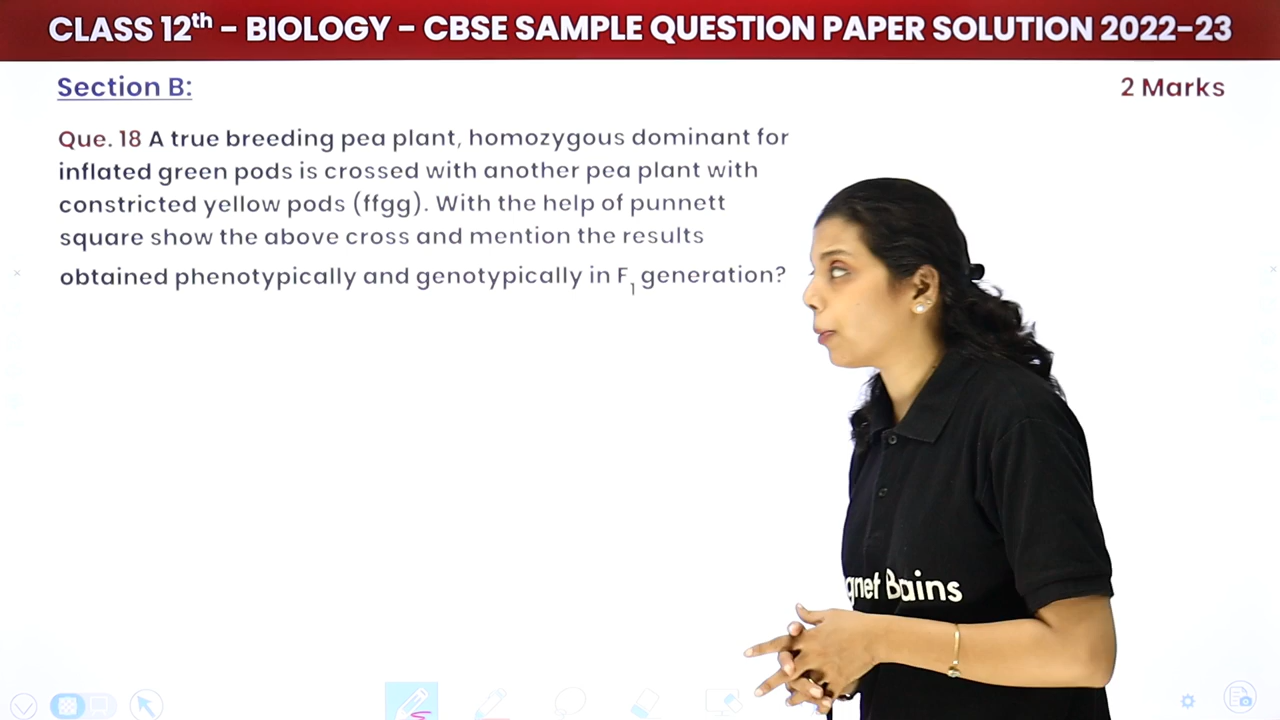 CLASS 12th – BIOLOGY – CBSE SAMPLE QUESTION PAPER SOLUTION 2022-23
Section B:
2 Marks
Que. 18 A true breeding pea plant, homozygous dominant for
inflated green pods is crossed with another pea plant with
constricted yellow pods (ffgg). With the help of punnett
square show the above cross and mention the results
obtained phenotypically and genotypically in F1 generation?
gnet Brains